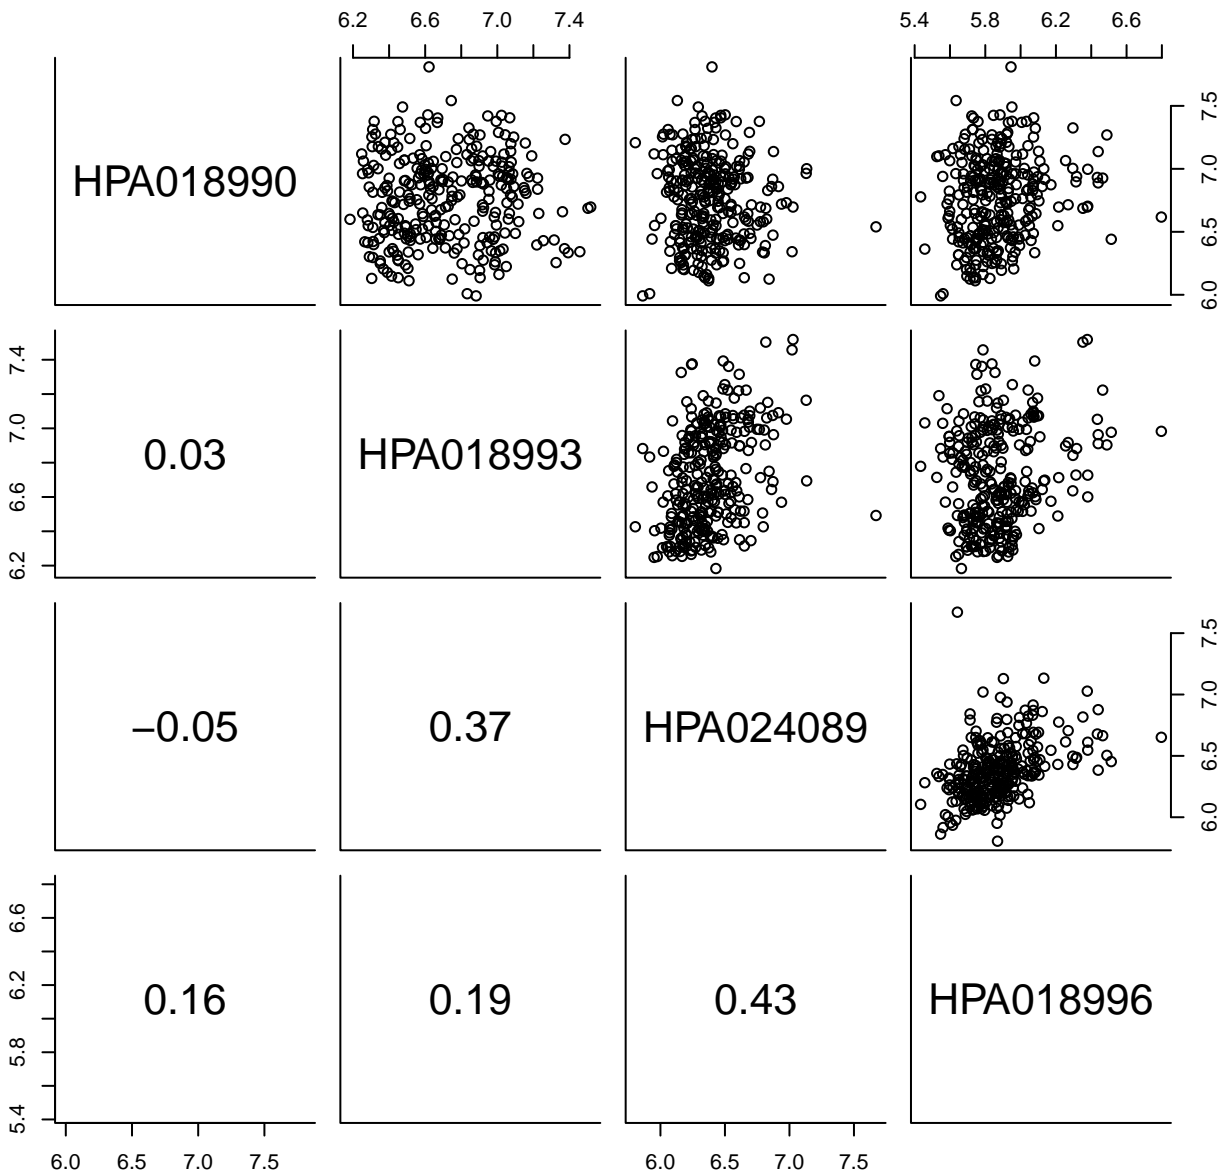 6.2 6.6 7.0 7.4 5.4 5.8 6.2 6.6
HPA018990
6.0 6.5 7.0 7.5
6.2 6.6 7.0 7.4
0.03 HPA018993
−0.05 0.37 HPA024089
6.0 6.5 7.0 7.5
5.4 5.8 6.2 6.6
0.16 0.19 0.43 HPA018996
6.0 6.5 7.0 7.5 6.0 6.5 7.0 7.5